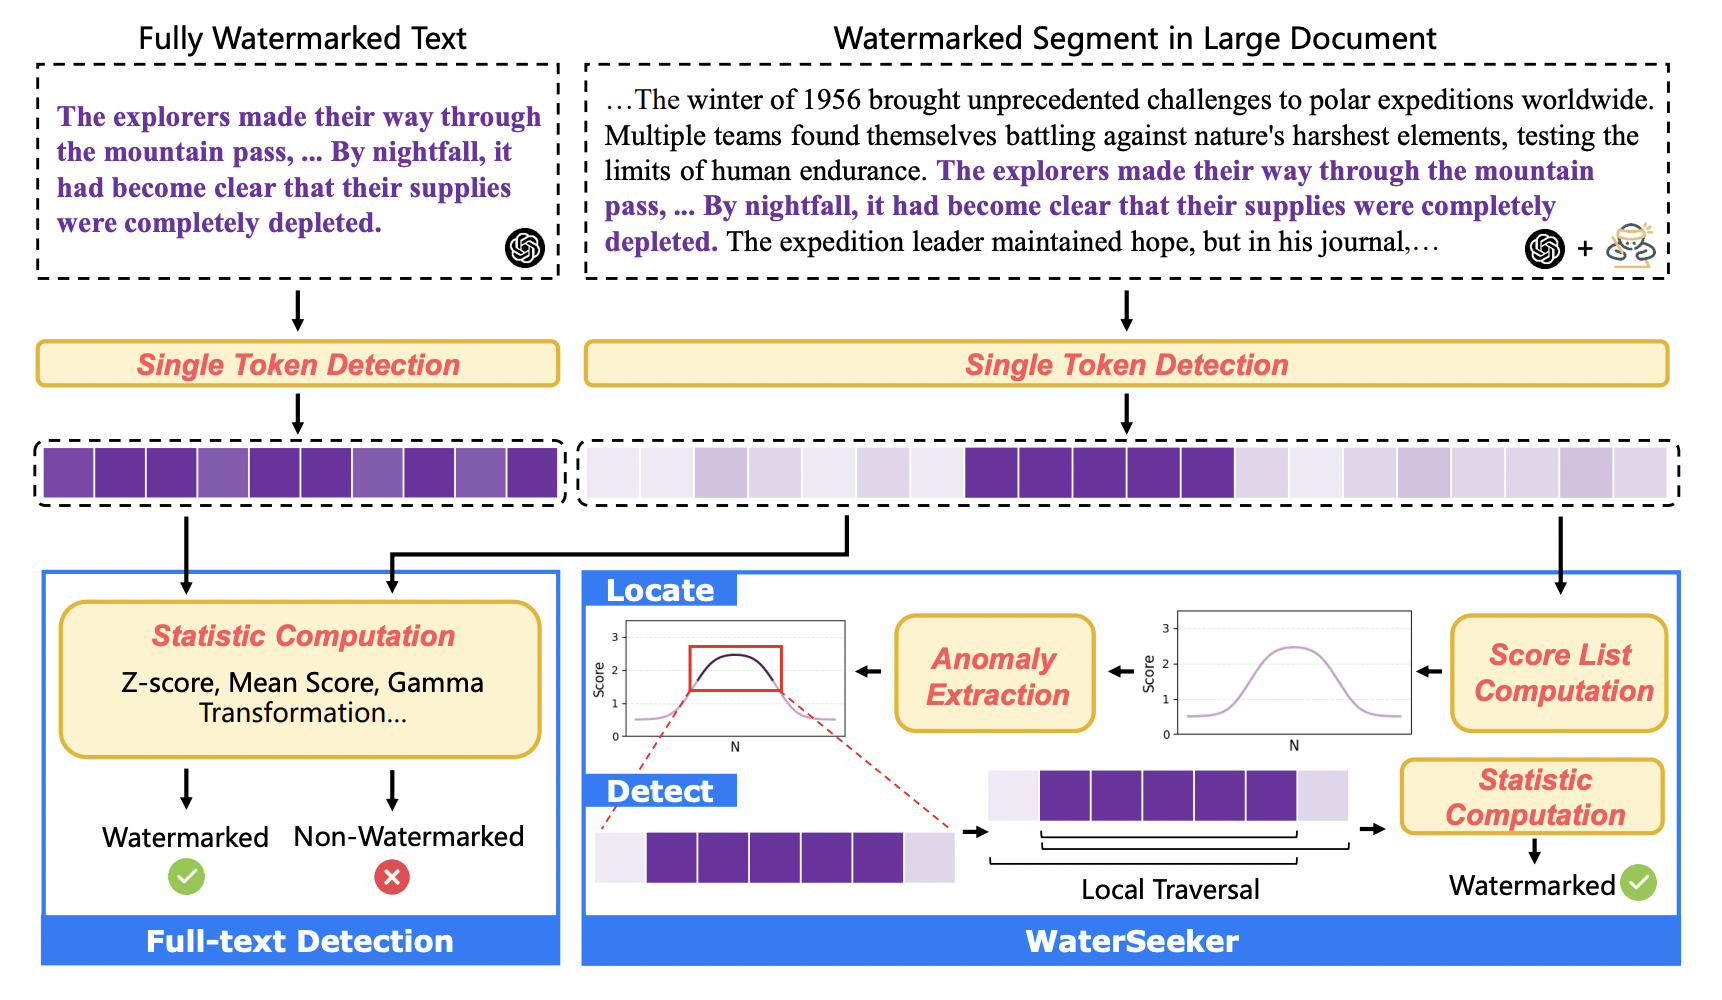 Fully Watermarked Text
The explorers made their way through
the mountain pass, ... By nightfall, it
had become clear that their supplies
were completely depleted.
Watermarked Segment in Large Document
…The winter of 1956 brought unprecedented challenges to polar expeditions worldwide.
Multiple teams found themselves battling against nature's harshest elements, testing the
limits of human endurance. The explorers made their way through the mountain
pass, ... By nightfall, it had become clear that their supplies were completely
depleted. The expedition leader maintained hope, but in his journal,…
+
Single Token Detection
Single Token Detection
Statistic Computation
Z-score, Mean Score, Gamma
Transformation...
Watermarked
Non-Watermarked
Full-text Detection
Locate
3
2
1
0
Score
N
Anomaly
Extraction
3
2
1
0
Score
N
Score List
Computation
Detect
Local Traversal
Statistic
Computation
Watermarked
WaterSeeker